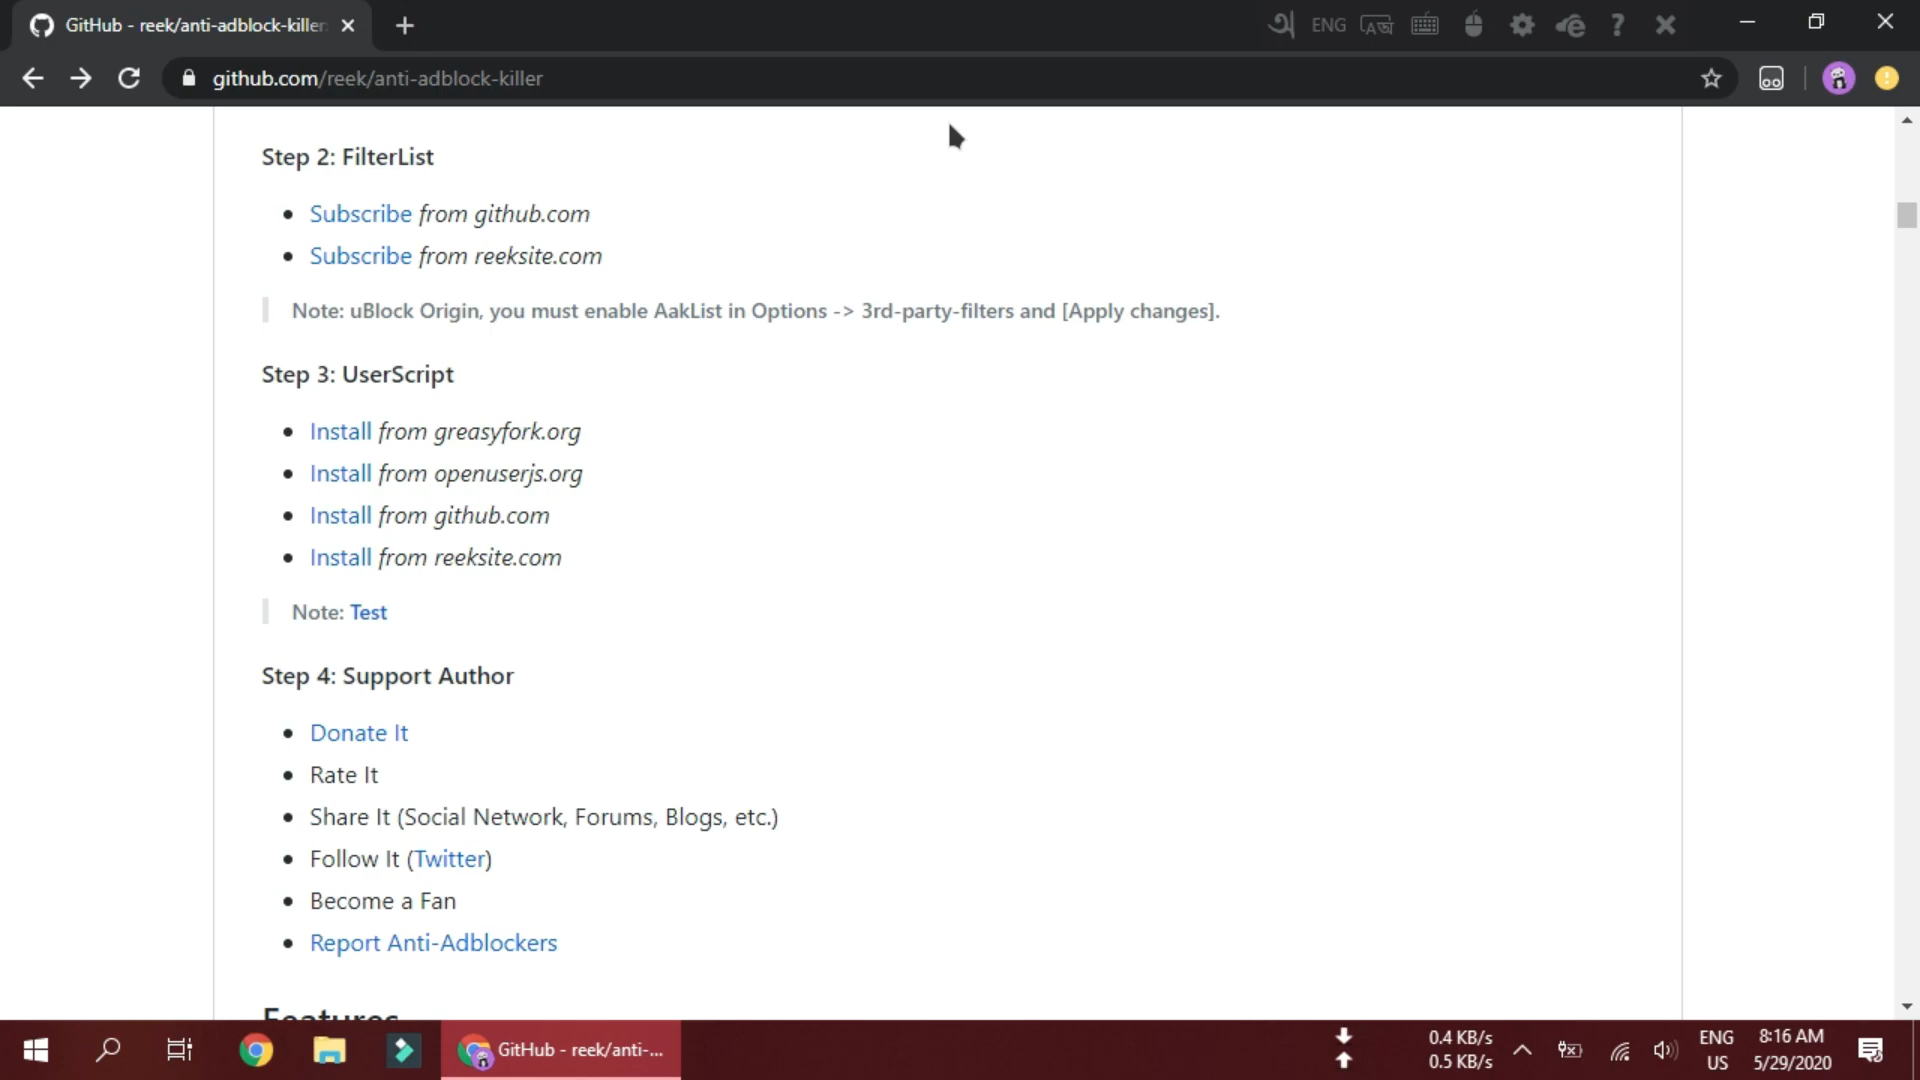 GitHub - reek/anti-adblock-killer
ENG
github.com/reek/anti-adblock-killer
Step 2: FilterList
Subscribe from github.com
Subscribe from reeksite.com
Note: uBlock Origin, you must enable AakList in Options -> 3rd-party-filters and [Apply changes].
Step 3: UserScript
Install from greasyfork.org
Install from openuserjs.org
Install from github.com
Install from reeksite.com
Note: Test
Step 4: Support Author
Donate It
Rate It
Share It (Social Network, Forums, Blogs, etc.)
Follow It (Twitter)
Become a Fan
Report Anti-Adblockers
Features
GitHub - reek/anti-...
0.4 KB/s
0.5 KB/s
ENG
US
8:16 AM
5/29/2020